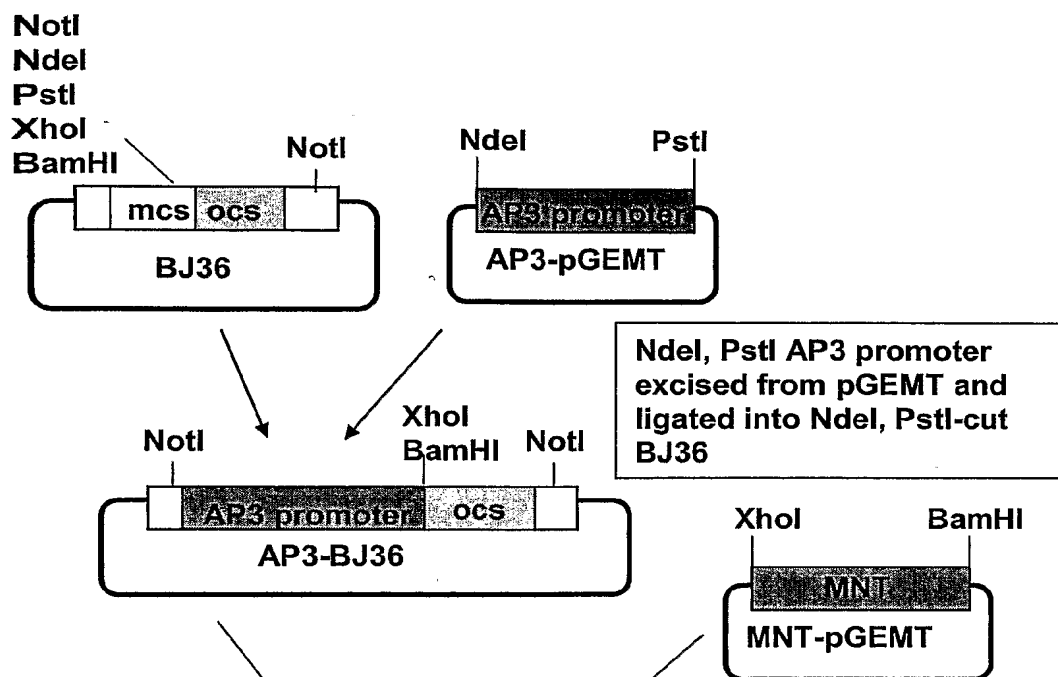 NotI
NdeI
PstI
XhoI
BamHI
NotI
mcs
ocs
BJ36
NdeI
PstI
AP3 promoter
AP3-pGEMT
NdeI, PstI AP3 promoter
excised from pGEMT and
ligated into NdeI, PstI-cut
BJ36
NotI
XhoI
BamHI
NotI
AP3 promoter
ocs
AP3-BJ36
XhoI
BamHI
MNT
MNT-pGEMT